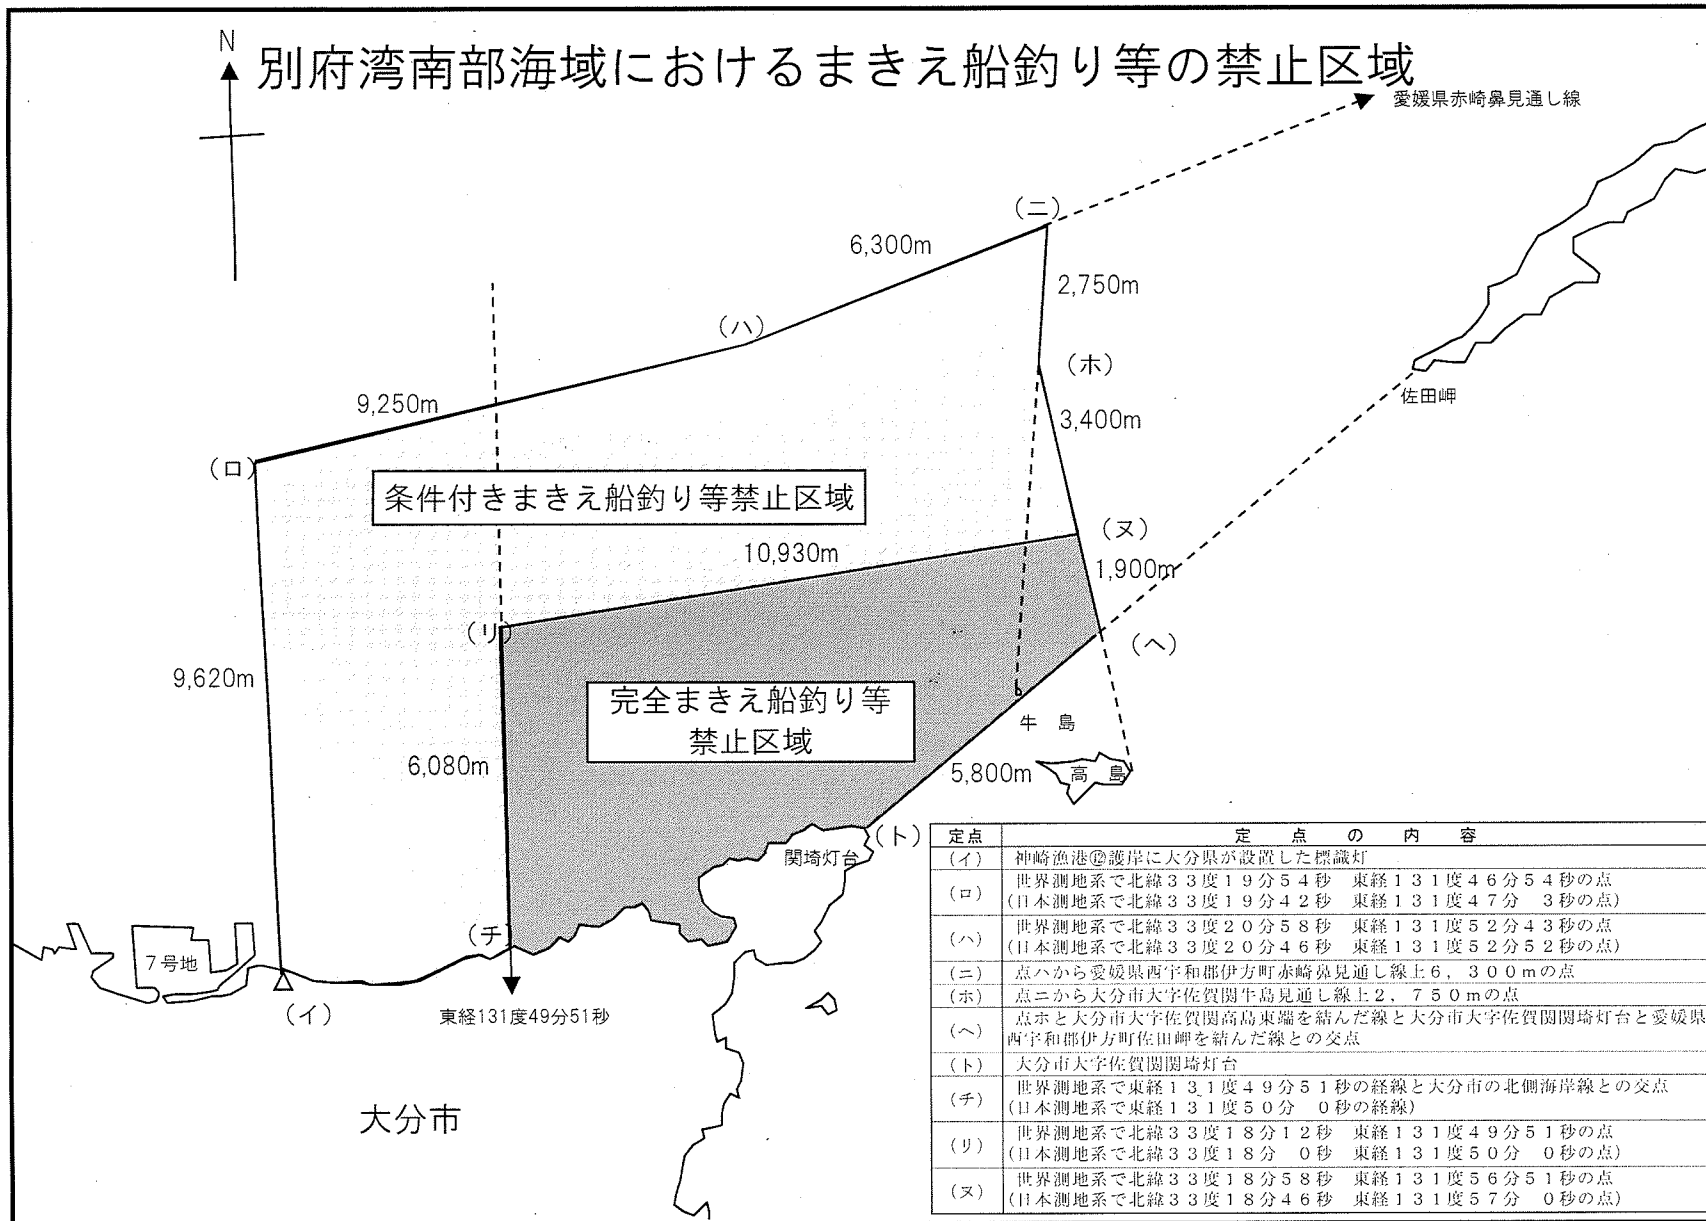 N
別府湾南部海域におけるまきえ船釣り等の禁止区域
愛媛県赤崎鼻見通し線
(ニ)
6,300m
2,750m
(ハ)
(ホ)
佐田岬
9,250m
3,400m
(ロ)
条件付きまきえ船釣り等禁止区域
(ヌ)
10,930m
1,900m
(リ)
(ヘ)
9,620m
完全まきえ船釣り等
禁止区域
牛 島
6,080m
5,800m
高 島
(ト)
関埼灯台
(チ)
7号地
(イ)
東経131度49分51秒
大分市
定点 定 点 の 内 容
(イ) 神崎漁港⑫護岸に大分県が設置した標識灯
(ロ) 世界測地系で北緯33度19分54秒 東経131度46分54秒の点
(日本測地系で北緯33度19分42秒 東経131度47分 3秒の点)
(ハ) 世界測地系で北緯33度20分58秒 東経131度52分43秒の点
(日本測地系で北緯33度20分46秒 東経131度52分52秒の点)
(ニ) 点ハから愛媛県西宇和郡伊方町赤崎鼻見通し線上6,300mの点
(ホ) 点ニから大分市大字佐賀関牛島見通し線上2,750mの点
(ヘ) 点ホと大分市大字佐賀関高島東端を結んだ線と大分市大字佐賀関関埼灯台と愛媛県
西宇和郡伊方町佐田岬を結んだ線との交点
(ト) 大分市大字佐賀関関埼灯台
(チ) 世界測地系で東経131度49分51秒の経線と大分市の北側海岸線との交点
(日本測地系で東経131度50分 0秒の経線)
(リ) 世界測地系で北緯33度18分12秒 東経131度49分51秒の点
(日本測地系で北緯33度18分 0秒 東経131度50分 0秒の点)
(ヌ) 世界測地系で北緯33度18分58秒 東経131度56分51秒の点
(日本測地系で北緯33度18分46秒 東経131度57分 0秒の点)